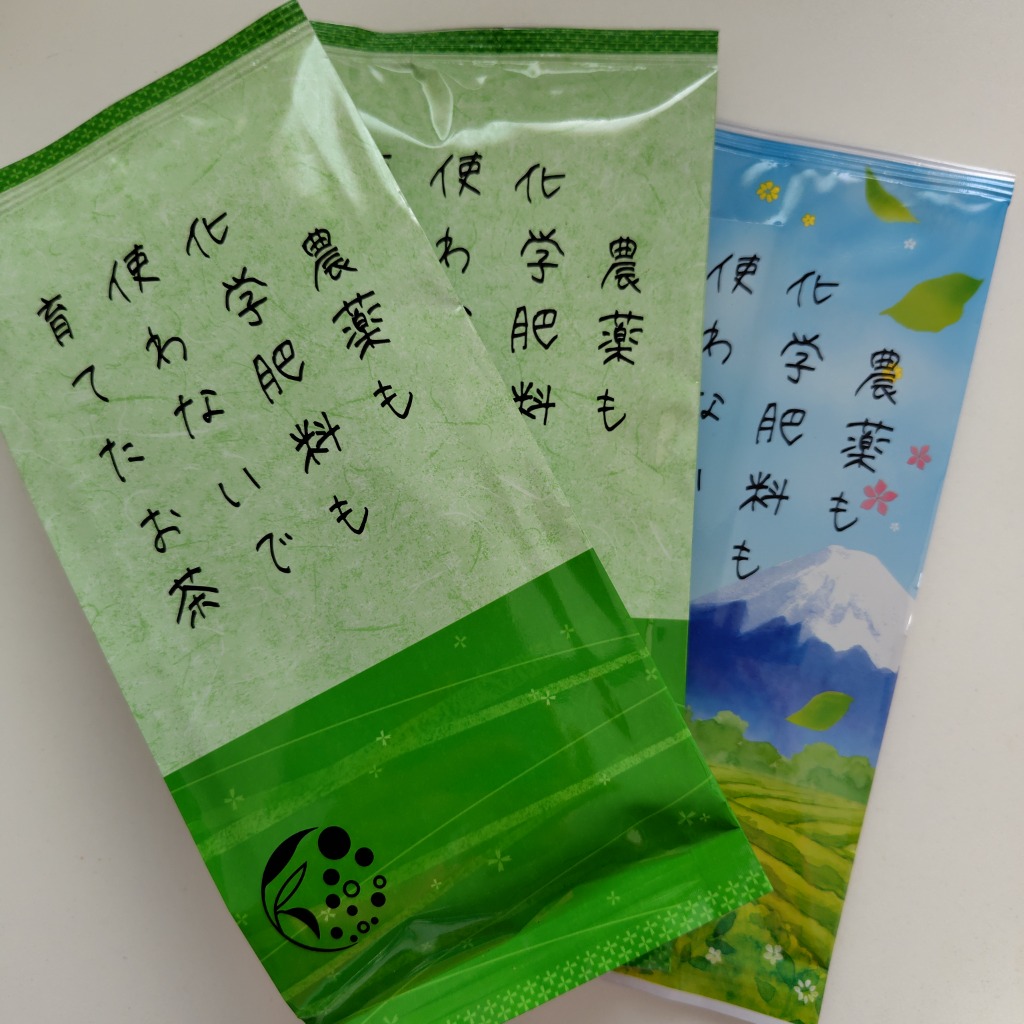 農薬も
化学肥料も
使わないで
育てたお茶
農薬も
化学肥料
使わ
農薬も
化学肥料も
使わない